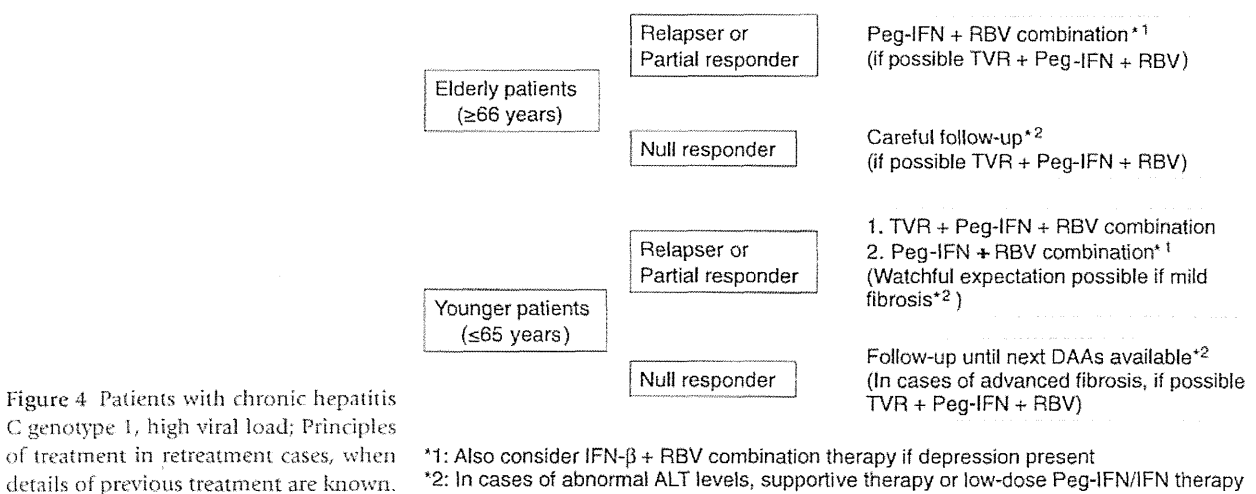 Relapser or
Partial responder
Peg-IFN + RBV combination*1
(if possible TVR + Peg-IFN + RBV)
Elderly patients
(≥66 years)
Null responder
Careful follow-up*2
(if possible TVR + Peg-IFN + RBV)
Relapser or
Partial responder
1. TVR + Peg-IFN + RBV combination
2. Peg-IFN + RBV combination*1
(Watchful expectation possible if mild
fibrosis*2 )
Younger patients
(≤65 years)
Null responder
Follow-up until next DAAs available*2
(In cases of advanced fibrosis, if possible
TVR + Peg-IFN + RBV)
Figure 4 Patients with chronic hepatitis
C genotype 1, high viral load; Principles
of treatment in retreatment cases, when
details of previous treatment are known.
*1: Also consider IFN-β + RBV combination therapy if depression present
*2: In cases of abnormal ALT levels, supportive therapy or low-dose Peg-IFN/IFN therapy